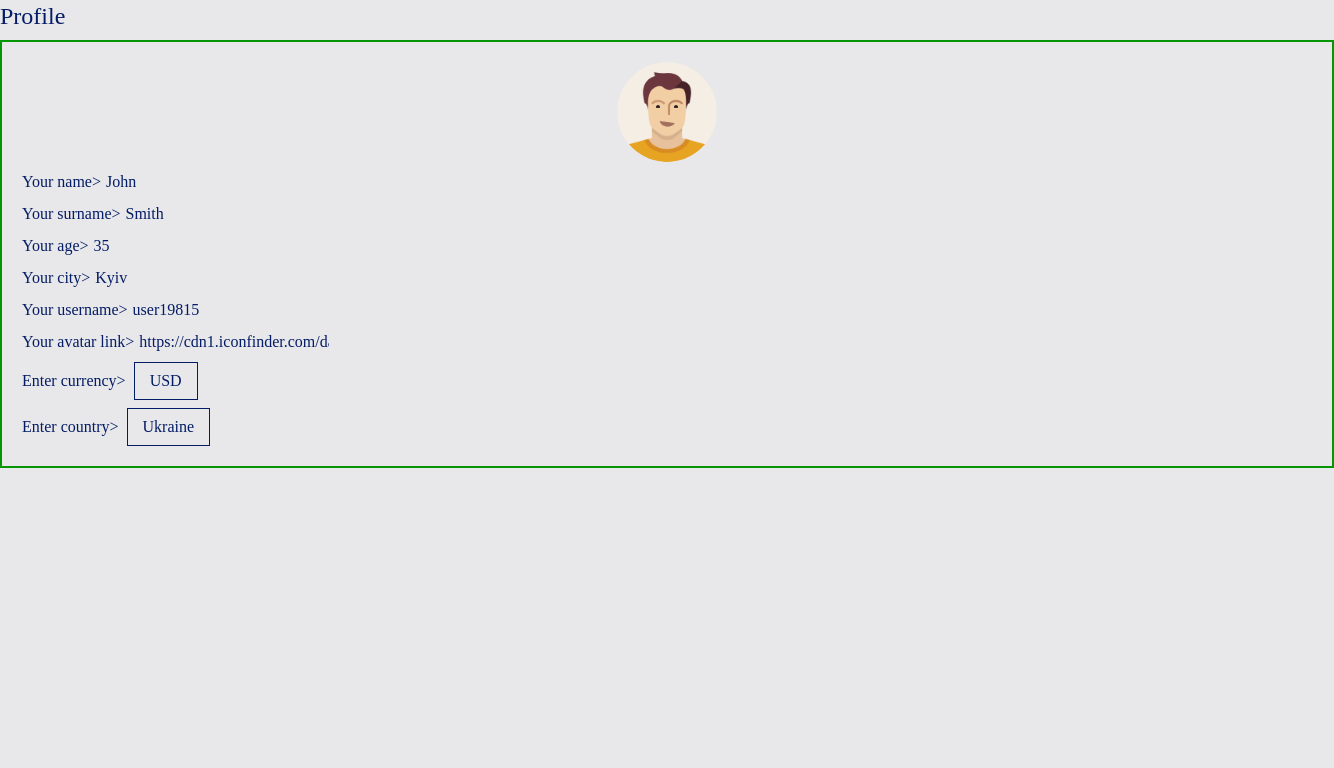 Profile
Your name> John
Your surname> Smith
Your age> 35
Your city> Kyiv
Your username> user19815
Your avatar link> https://cdn1.iconfinder.com/d
Enter currency> USD
Enter country> Ukraine